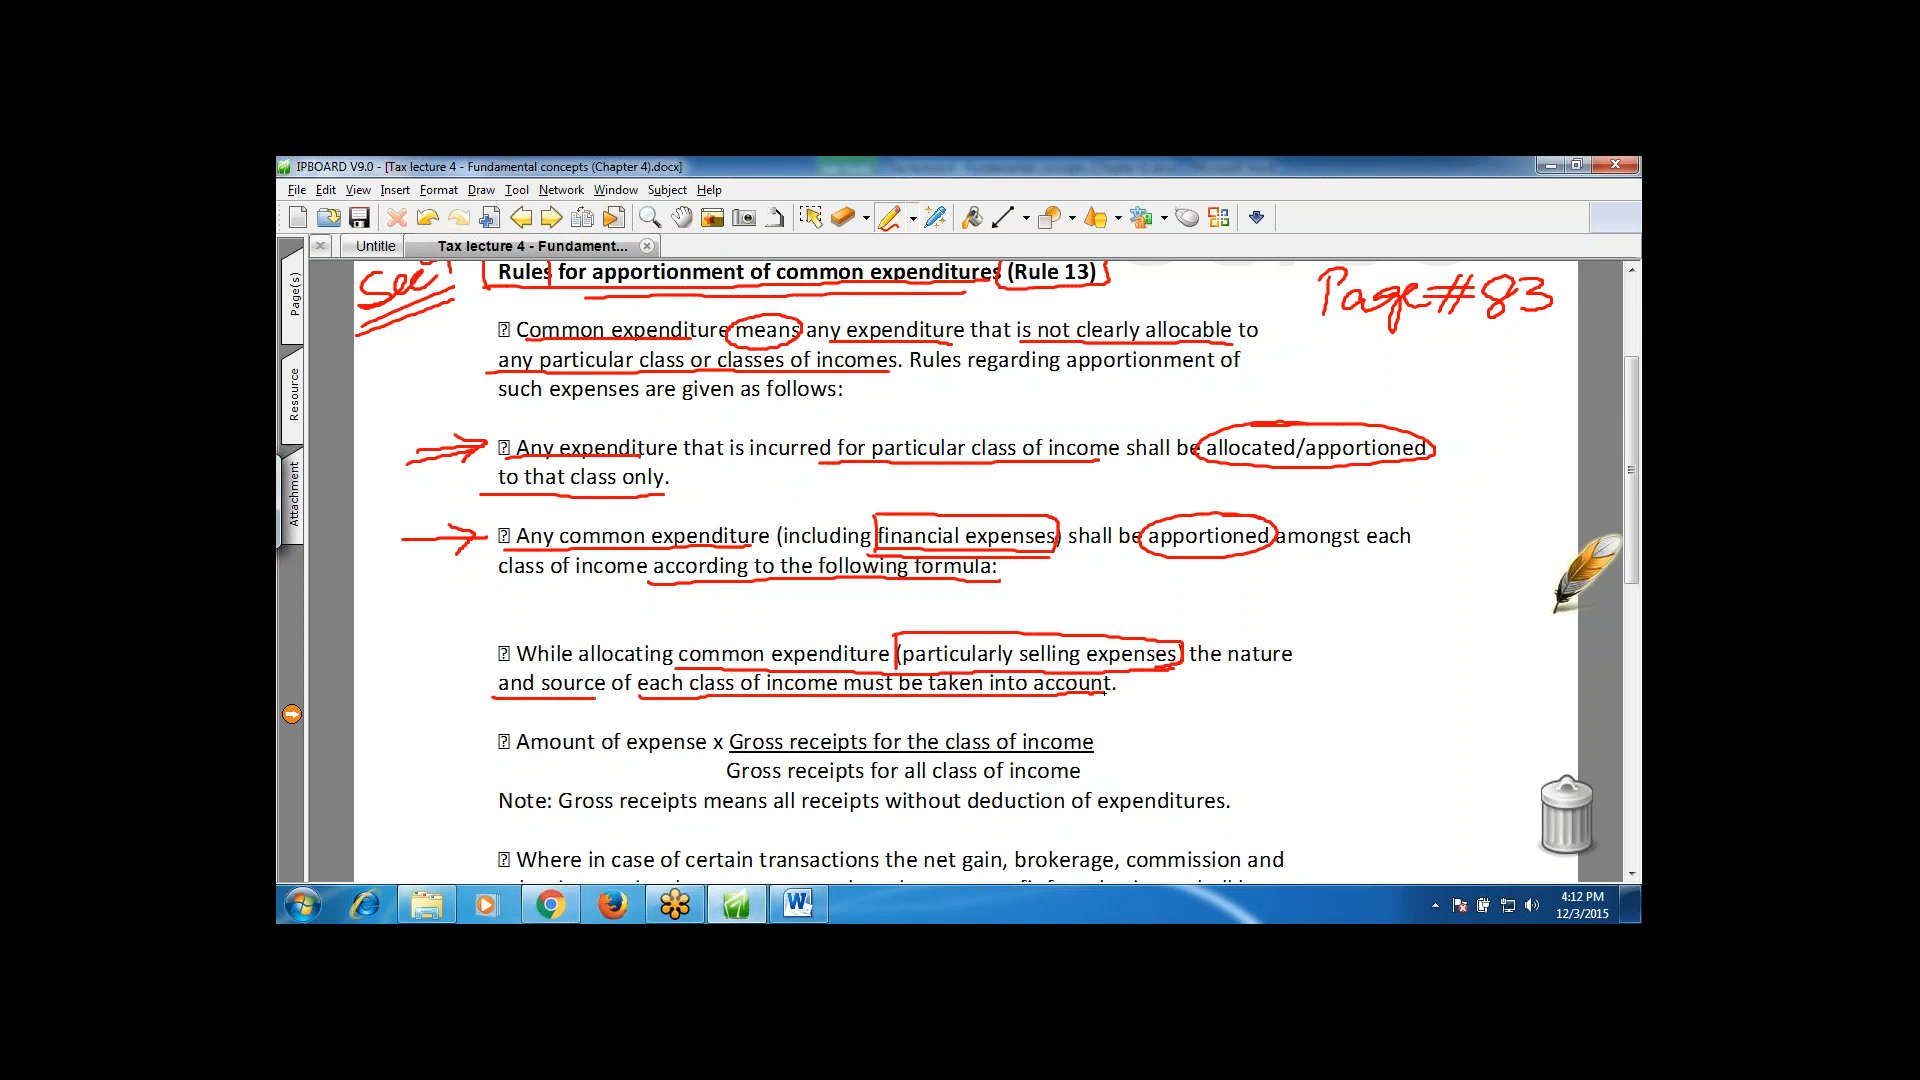 IPBOARD V9.0 - [Tax lecture 4 - Fundamental concepts (Chapter 4).docx]
File Edit View Insert Format Draw Tool Network Window Subject Help
Untitle Tax lecture 4 - Fundament...
Page(s)
Resource
Attachment
Rules for apportionment of common expenditures (Rule 13)
Page#83
Common expenditure means any expenditure that is not clearly allocable to
any particular class or classes of incomes. Rules regarding apportionment of
such expenses are given as follows:
Any expenditure that is incurred for particular class of income shall be allocated/apportioned
to that class only.
Any common expenditure (including financial expenses) shall be apportioned amongst each
class of income according to the following formula:
While allocating common expenditure (particularly selling expenses) the nature
and source of each class of income must be taken into account.
Amount of expense x Gross receipts for the class of income
Gross receipts for all class of income
Note: Gross receipts means all receipts without deduction of expenditures.
Where in case of certain transactions the net gain, brokerage, commission and
4:12 PM
12/3/2015